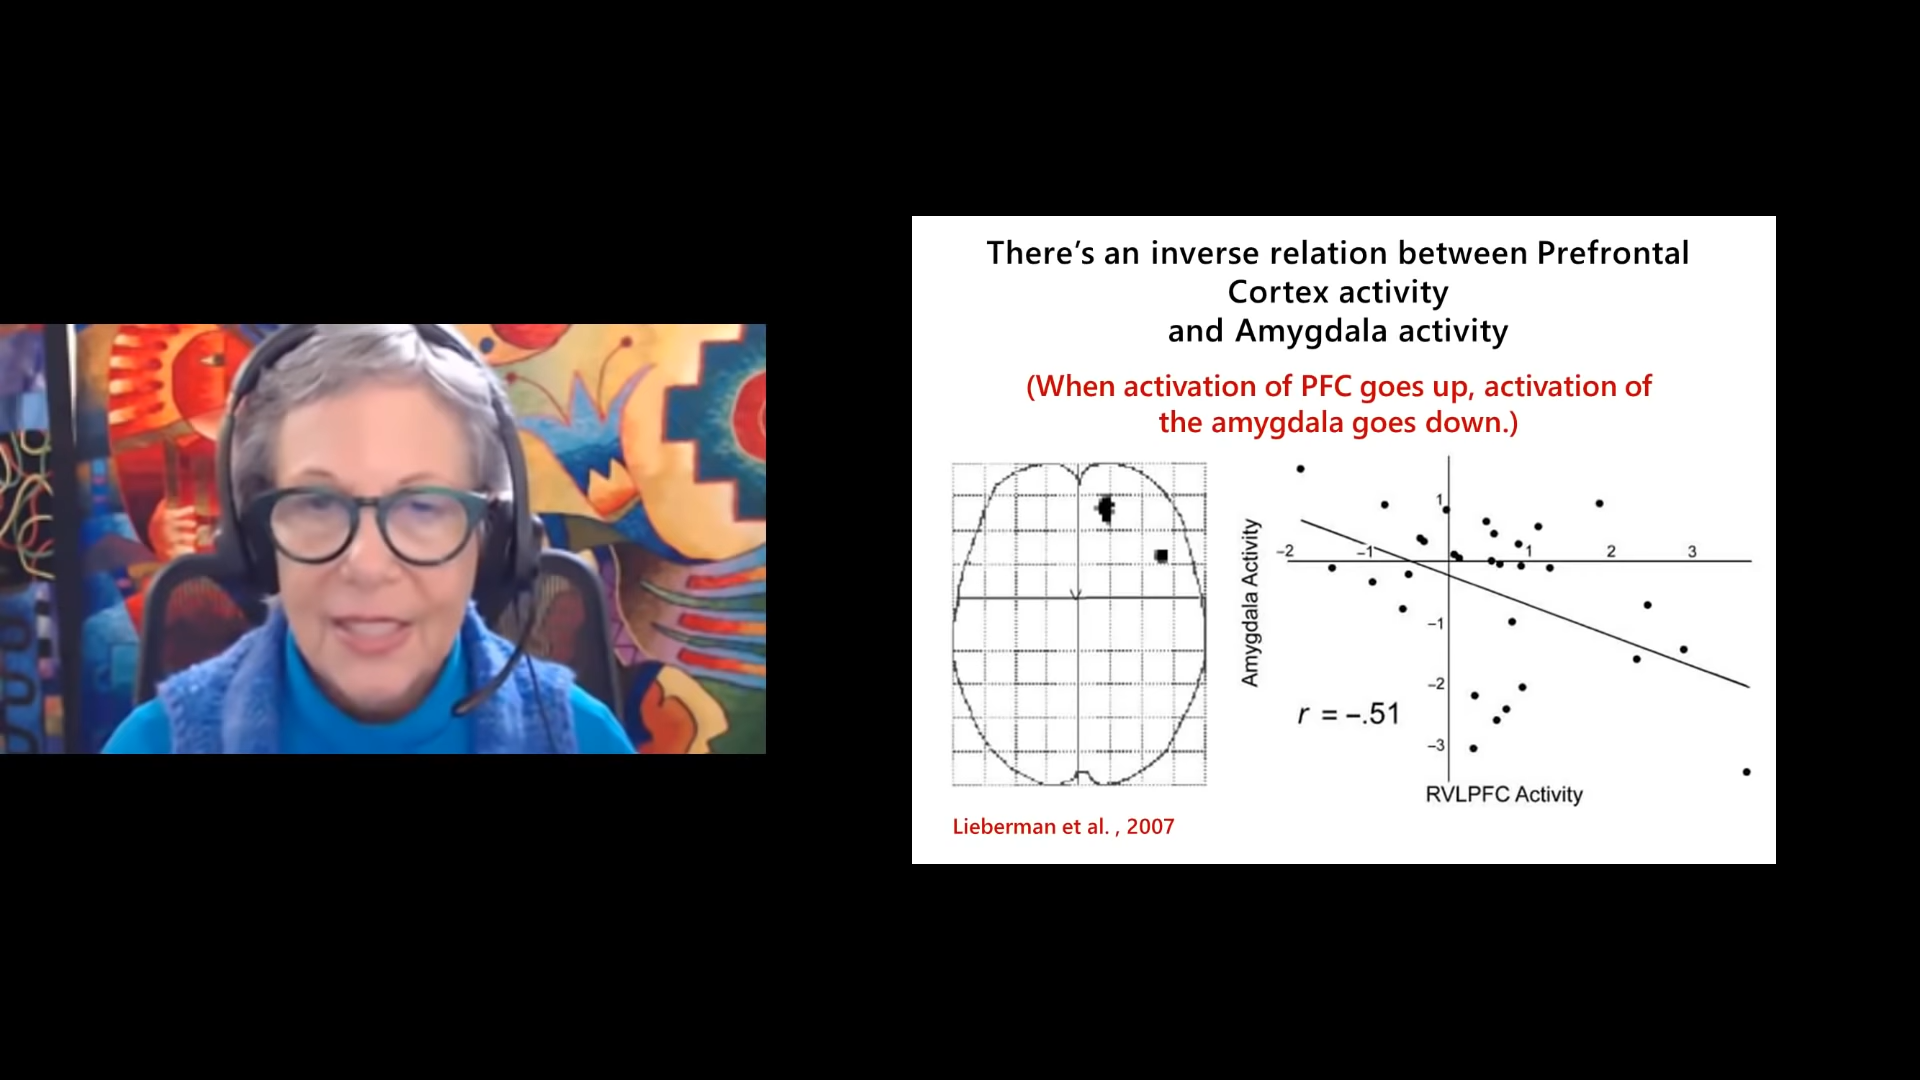 There’s an inverse relation between Prefrontal
Cortex activity
and Amygdala activity
(When activation of PFC goes up, activation of
the amygdala goes down.)
Amygdala Activity
1
−2 −1 1 2 3
−1
−2
−3
r = −.51
RVLPFC Activity
Lieberman et al. , 2007